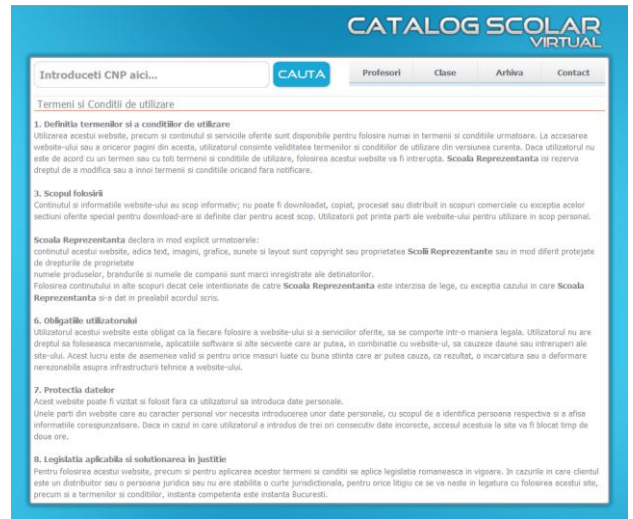 CATALOG SCOLAR
VIRTUAL
Introduceti CNP aici...
CAUTA
Profesori
Clase
Arhiva
Contact
Termeni si Conditii de utilizare
1. Definitia termenilor si a conditiilor de utilizare
Utilizarea acestui website, precum si continutul si serviciile oferite sunt disponibile pentru folosire numai in termenii si conditiile urmatoare. La accesarea
website-ului sau a oricaror pagini din acesta, utilizatorul consimte validitatea termenilor si conditiilor de utilizare din versiunea curenta. Daca utilizatorul nu
este de acord cu un termen sau cu toti termenii si conditiile de utilizare, folosirea acestui website va fi intrerupta. Scoala Reprezentanta isi rezerva
dreptul de a modifica sau a innoi termenii si conditiile oricand fara notificare.
3. Scopul folosirii
Continutul si informatiile website-ului au scop informativ; nu poate fi downloadat, copiat, procesat sau distribuit in scopuri comerciale cu exceptia acelor
sectiuni oferite special pentru download-are si definite clar pentru acest scop. Utilizatorii pot printa parti ale website-ului pentru utilizare in scop personal.
Scoala Reprezentanta declara in mod explicit urmatoarele:
continutul acestui website, adica text, imagini, grafice, sunete si layout sunt copyright sau proprietatea Scolii Reprezentante sau in mod diferit protejate
de drepturile de proprietate
numele produselor, brandurile si numele de companii sunt marci inregistrate ale detinatorilor.
Folosirea continutului in alte scopuri decat cele intentionate de catre Scoala Reprezentanta este interzisa de lege, cu exceptia cazului in care Scoala
Reprezentanta si-a dat in prealabil acordul scris.
6. Obligatiile utilizatorului
Utilizatorul acestui website este obligat ca la fiecare folosire a website-ului si a serviciilor oferite, sa se comporte intr-o maniera legala. Utilizatorul nu are
dreptul sa foloseasca mecanismele, aplicatiile software si alte secvente care ar putea, in combinatie cu website-ul, sa cauzeze daune sau intreruperi ale
site-ului. Acest lucru este de asemenea valid si pentru orice masuri luate cu buna stiinta care ar putea cauza, ca rezultat, o incarcatura sau o deformare
nerezonabila asupra infrastructurii tehnice a website-ului.
7. Protectia datelor
Acest website poate fi vizitat si folosit fara ca utilizatorul sa introduca date personale.
Unele parti din website care au caracter personal vor necesita introducerea unor date personale, cu scopul de a identifica persoana respectiva si a afisa
informatiile corespunzatoare. Daca in cazul in care utilizatorul a introdus de trei ori consecutiv date incorecte, accesul acestuia la site va fi blocat timp de
doua ore.
8. Legislatia aplicabila si solutionarea in justitie
Pentru folosirea acestui website, precum si pentru aplicarea acestor termeni si conditii se aplica legislatia romaneasca in vigoare. In cazurile in care clientul
este un distribuitor sau o persoana juridica sau nu are stabilita o curte jurisdictionala, pentru orice litigiu ce se va naste in legatura cu folosirea acestui site,
precum si a termenilor si conditiilor, instanta competenta este instanta Bucuresti.